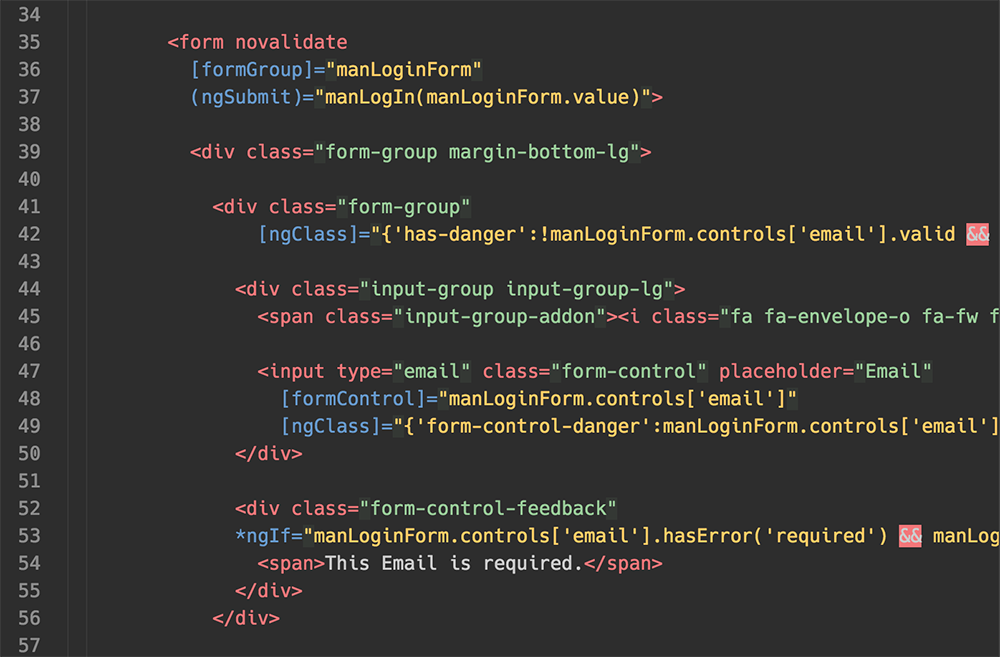 34
35 <form novalidate
36 [formGroup]="manLoginForm"
37 (ngSubmit)="manLogIn(manLoginForm.value)">
38
39 <div class="form-group margin-bottom-lg">
40
41 <div class="form-group"
42 [ngClass]="{'has-danger':!manLoginForm.controls['email'].valid &&
43
44 <div class="input-group input-group-lg">
45 <span class="input-group-addon"><i class="fa fa-envelope-o fa-fw f
46
47 <input type="email" class="form-control" placeholder="Email"
48 [formControl]="manLoginForm.controls['email']"
49 [ngClass]="{'form-control-danger':manLoginForm.controls['email']
50 </div>
51
52 <div class="form-control-feedback"
53 *ngIf="manLoginForm.controls['email'].hasError('required') && manLog
54 <span>This Email is required.</span>
55 </div>
56 </div>
57